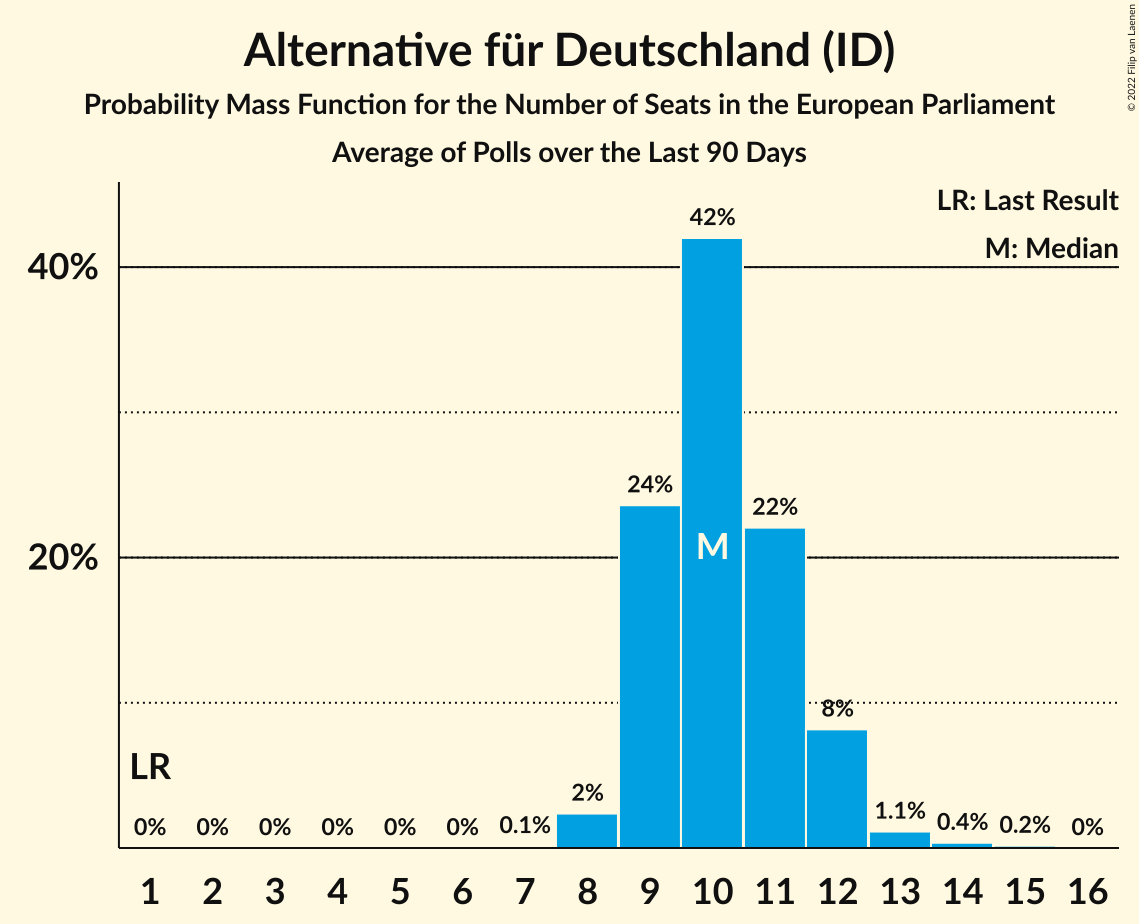 Alternative für Deutschland (ID)
Probability Mass Function for the Number of Seats in the European Parliament
Average of Polls over the Last 90 Days
© 2022 Filip van Laenen
LR: Last Result
M: Median
40%
20%
42%
24%
22%
M
8%
LR
2%
0% 0% 0% 0% 0% 0% 0.1% 1.1% 0.4% 0.2% 0%
1 2 3 4 5 6 7 8 9 10 11 12 13 14 15 16